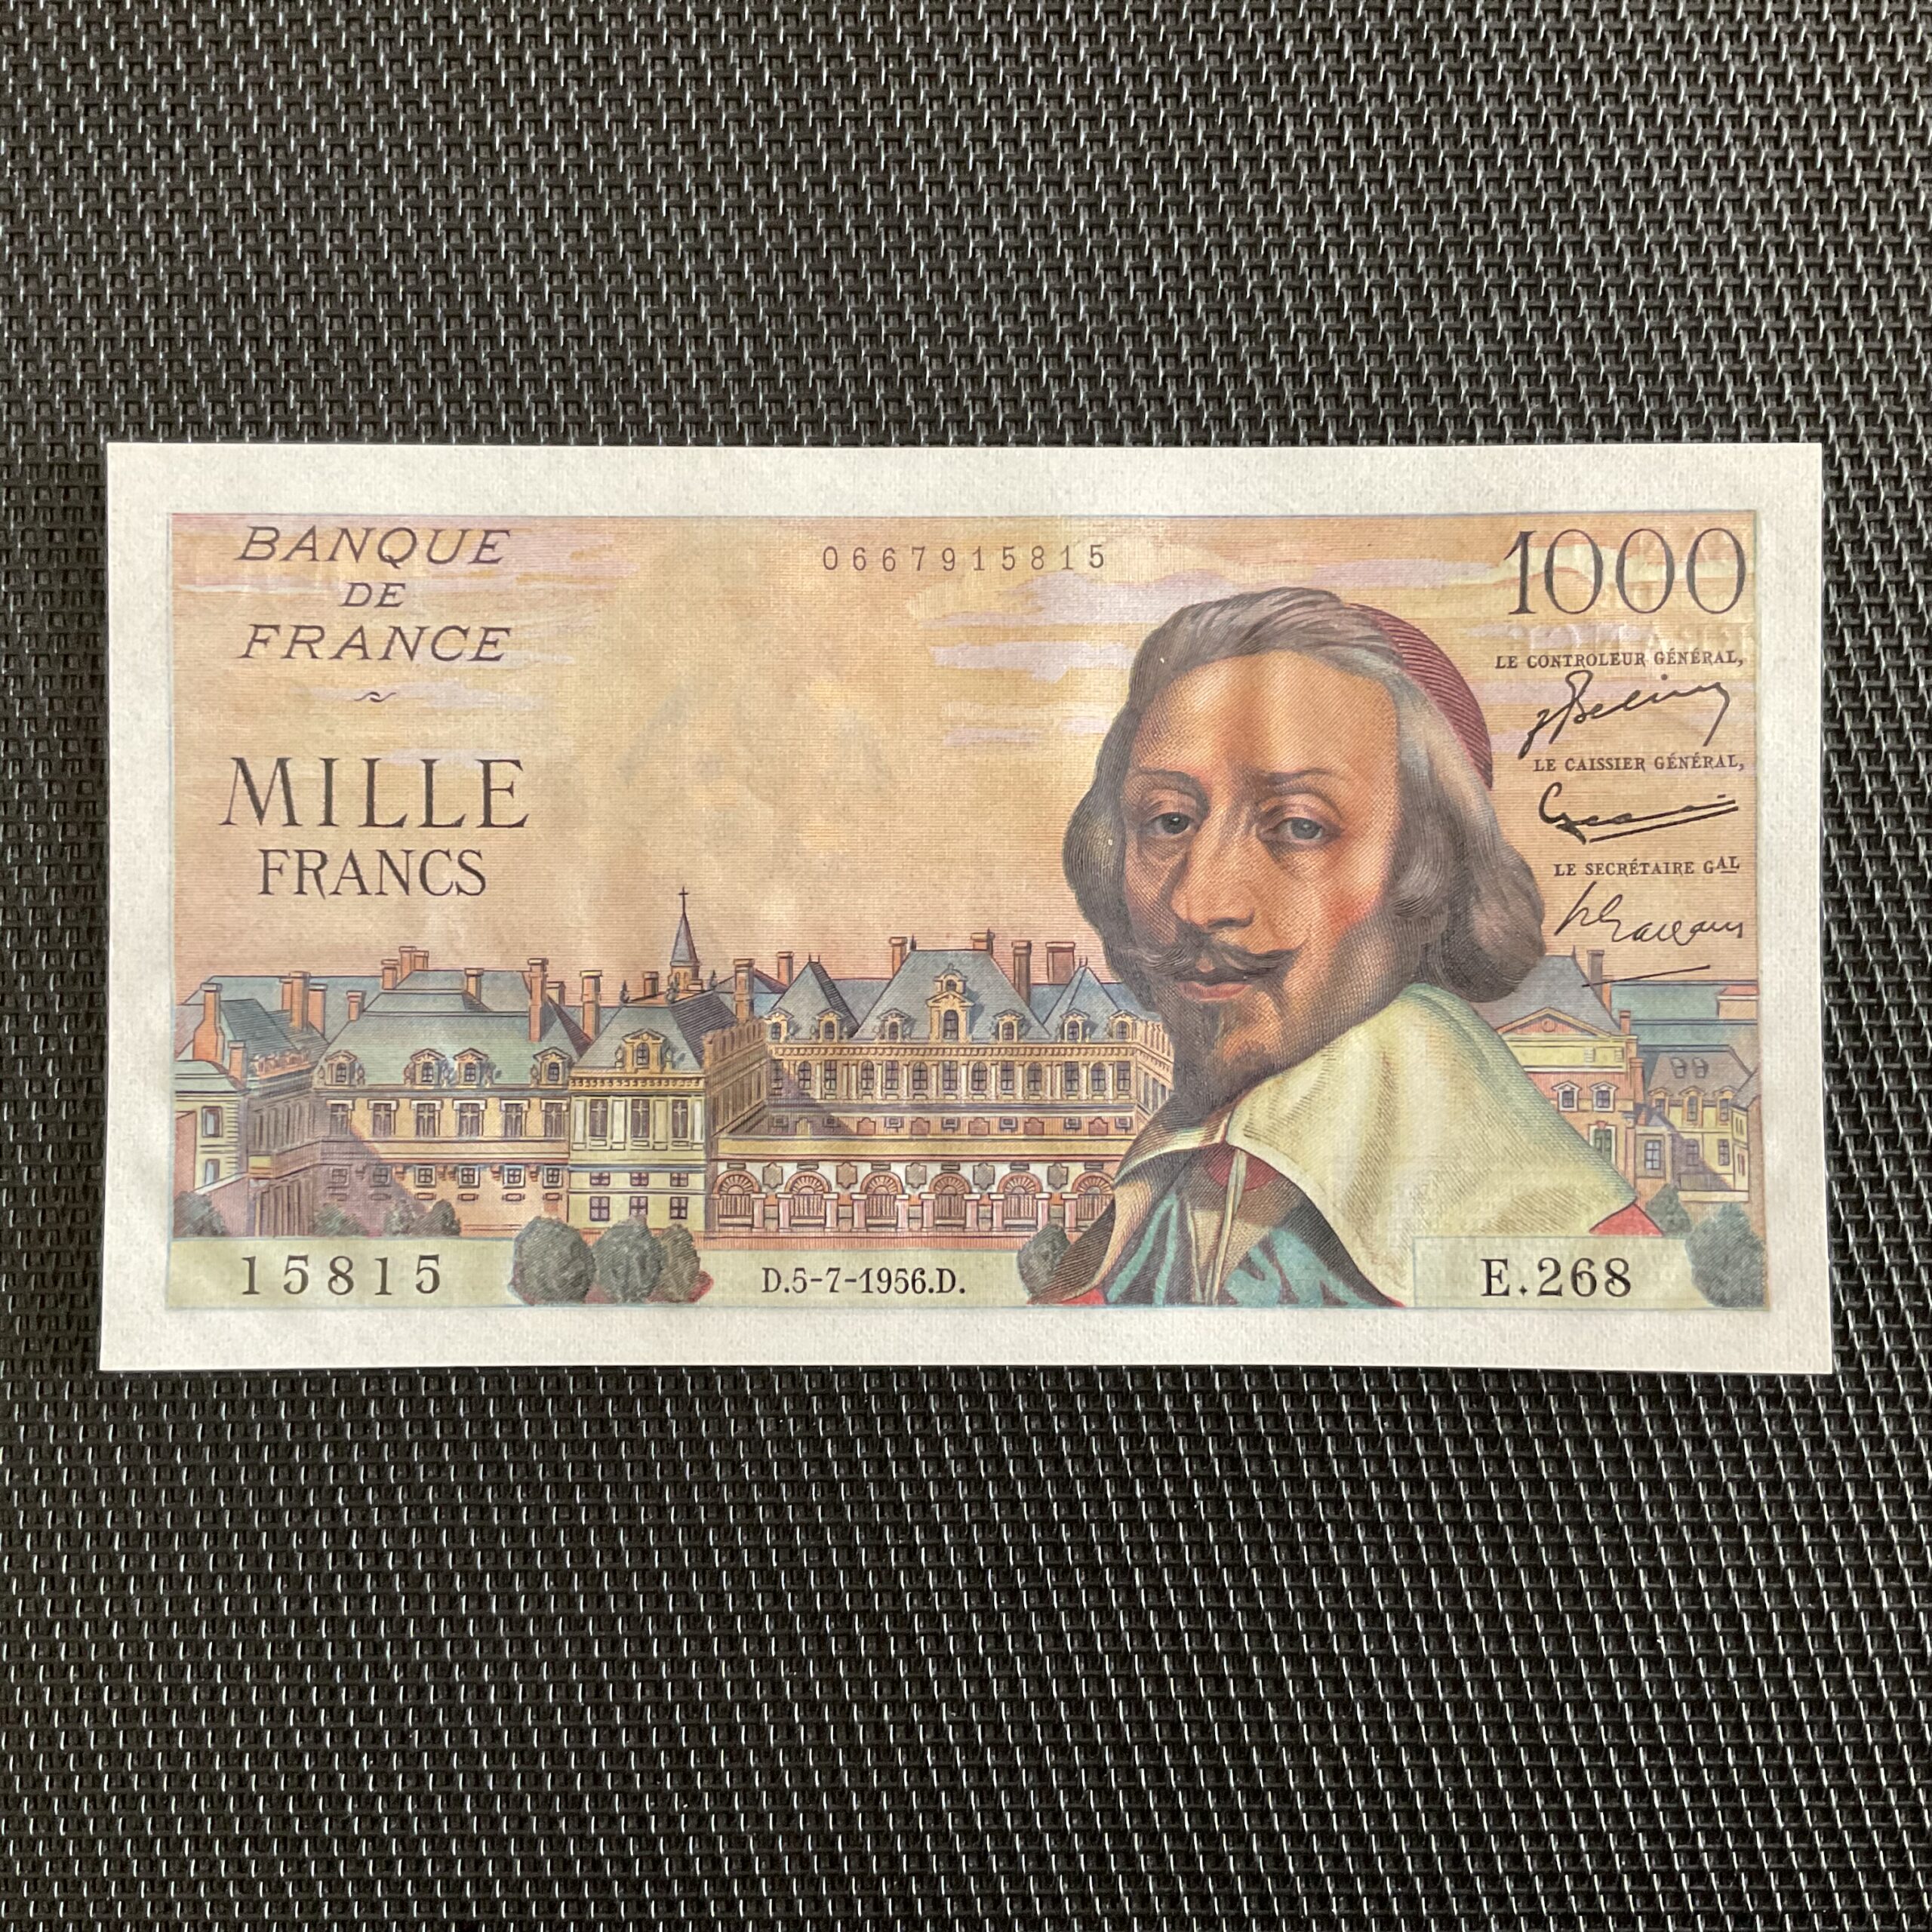 BANQUE
DE
FRANCE
0667915815
1000
LE CONTROLEUR GÉNÉRAL,
LE CAISSIER GÉNÉRAL,
LE SECRÉTAIRE GAL
MILLE
FRANCS
15815
D.5-7-1956.D.
E.268